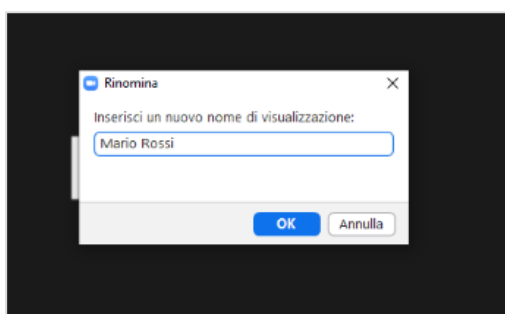 Rinomina
Inserisci un nuovo nome di visualizzazione:
Mario Rossi
OK Annulla